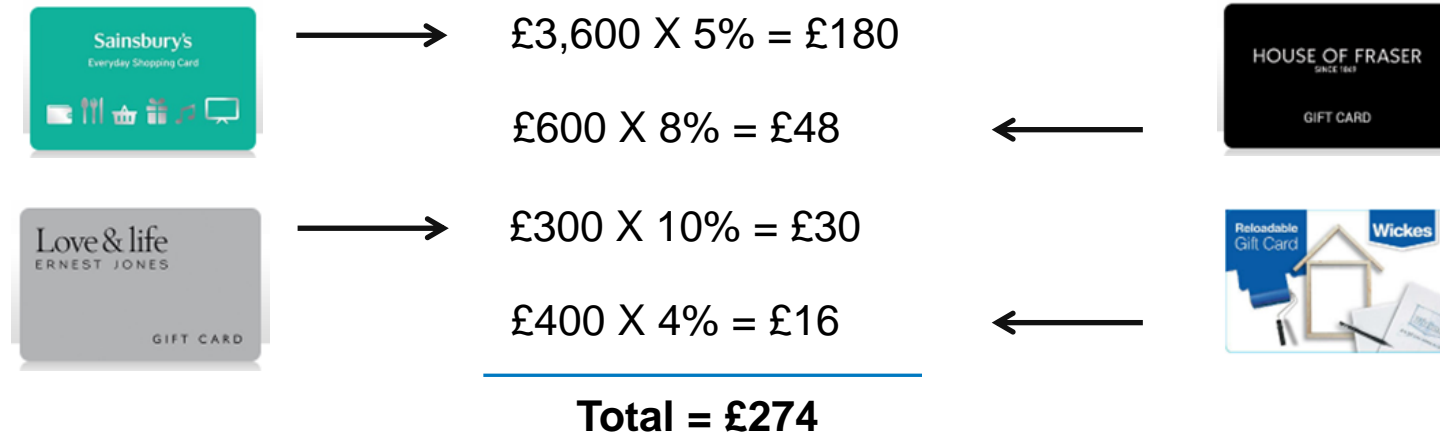 Sainsbury's
Everyday Shopping Card
£3,600 X 5% = £180
HOUSE OF FRASER
SINCE 1849
GIFT CARD
£600 X 8% = £48
Love & life
ERNEST JONES
GIFT CARD
£300 X 10% = £30
Reloadable
Gift Card
Wickes
£400 X 4% = £16
Total = £274